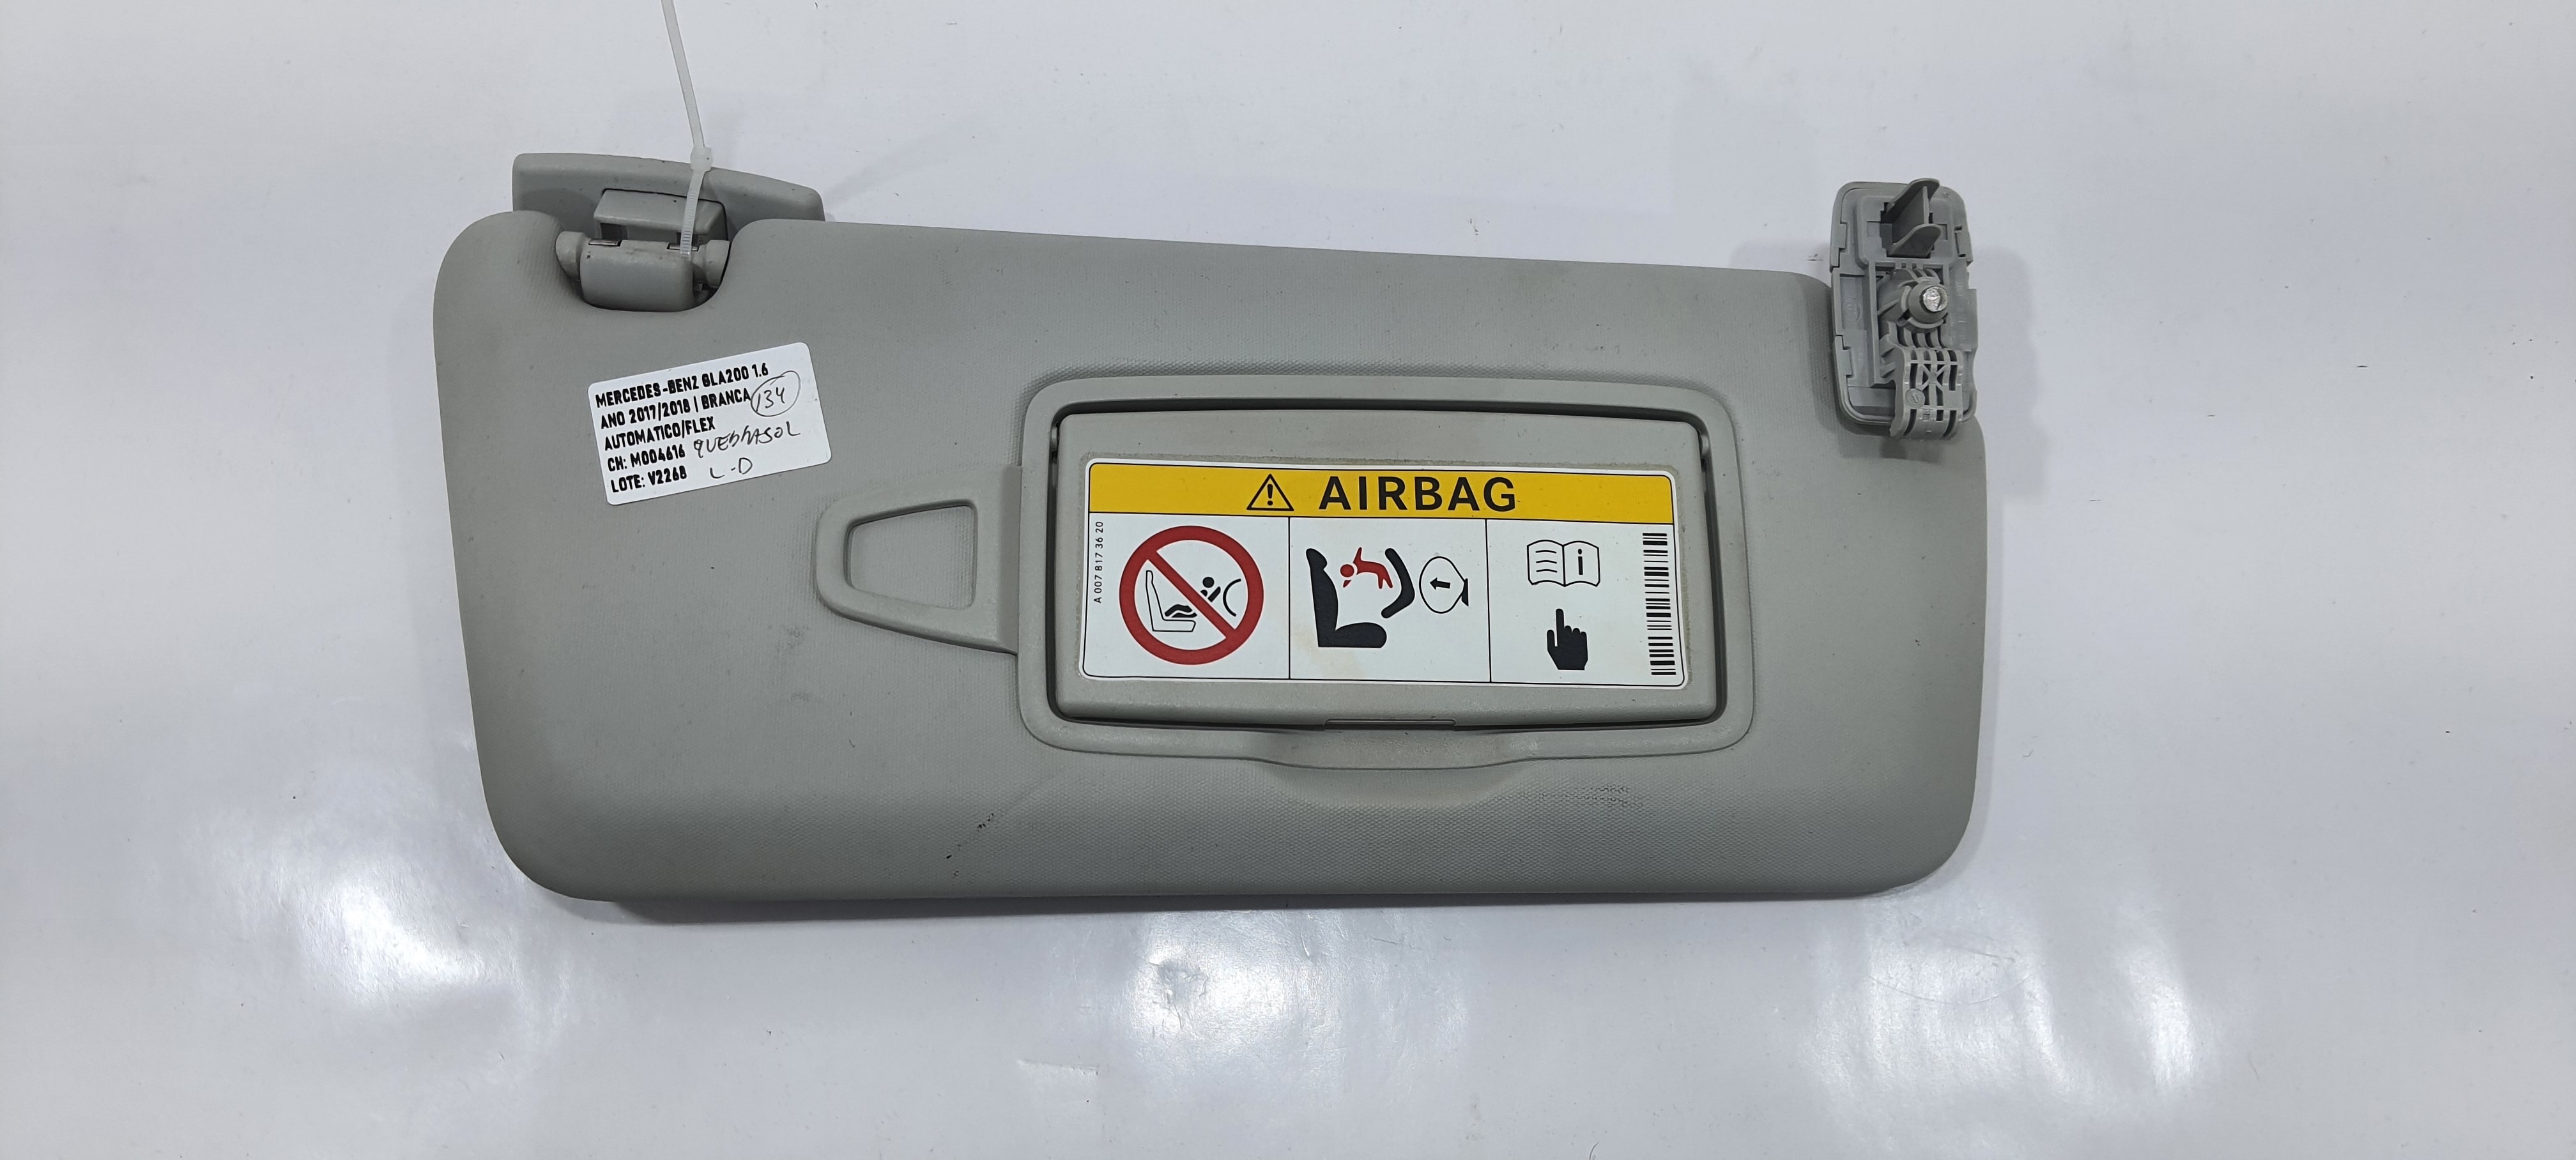 MERCEDES-BENZ GLA200 1.6
ANO 2017/2018 | BRANCA 134
AUTOMATICO/FLEX
CH: M004616 QUEBRASOL
LOTE: V2268 L-D
AIRBAG
A 007 817 36 20
i